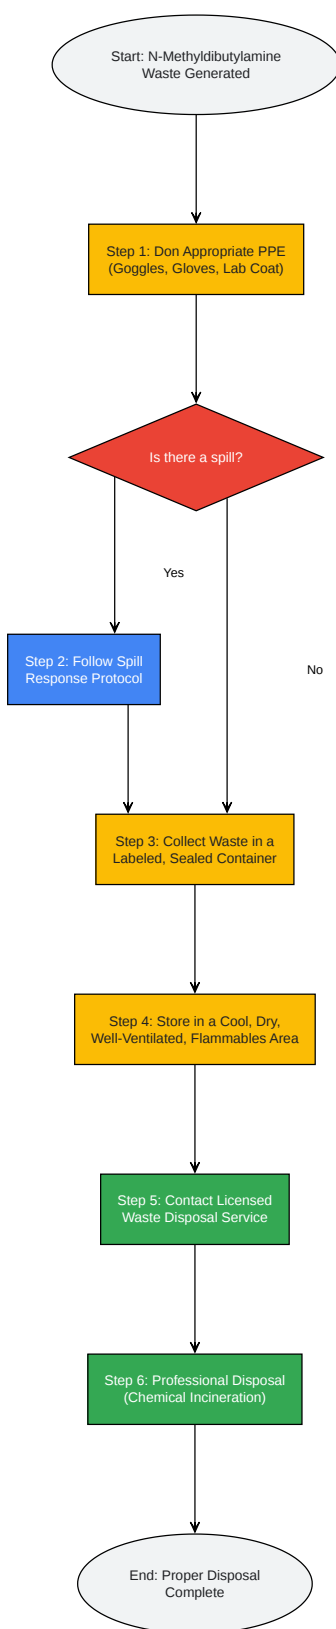 Start: N-Methyldibutylamine
Waste Generated
Step 1: Don Appropriate PPE
(Goggles, Gloves, Lab Coat)
Is there a spill?
Yes
Step 2: Follow Spill
Response Protocol
No
Step 3: Collect Waste in a
Labeled, Sealed Container
Step 4: Store in a Cool, Dry,
Well-Ventilated, Flammables Area
Step 5: Contact Licensed
Waste Disposal Service
Step 6: Professional Disposal
(Chemical Incineration)
End: Proper Disposal
Complete